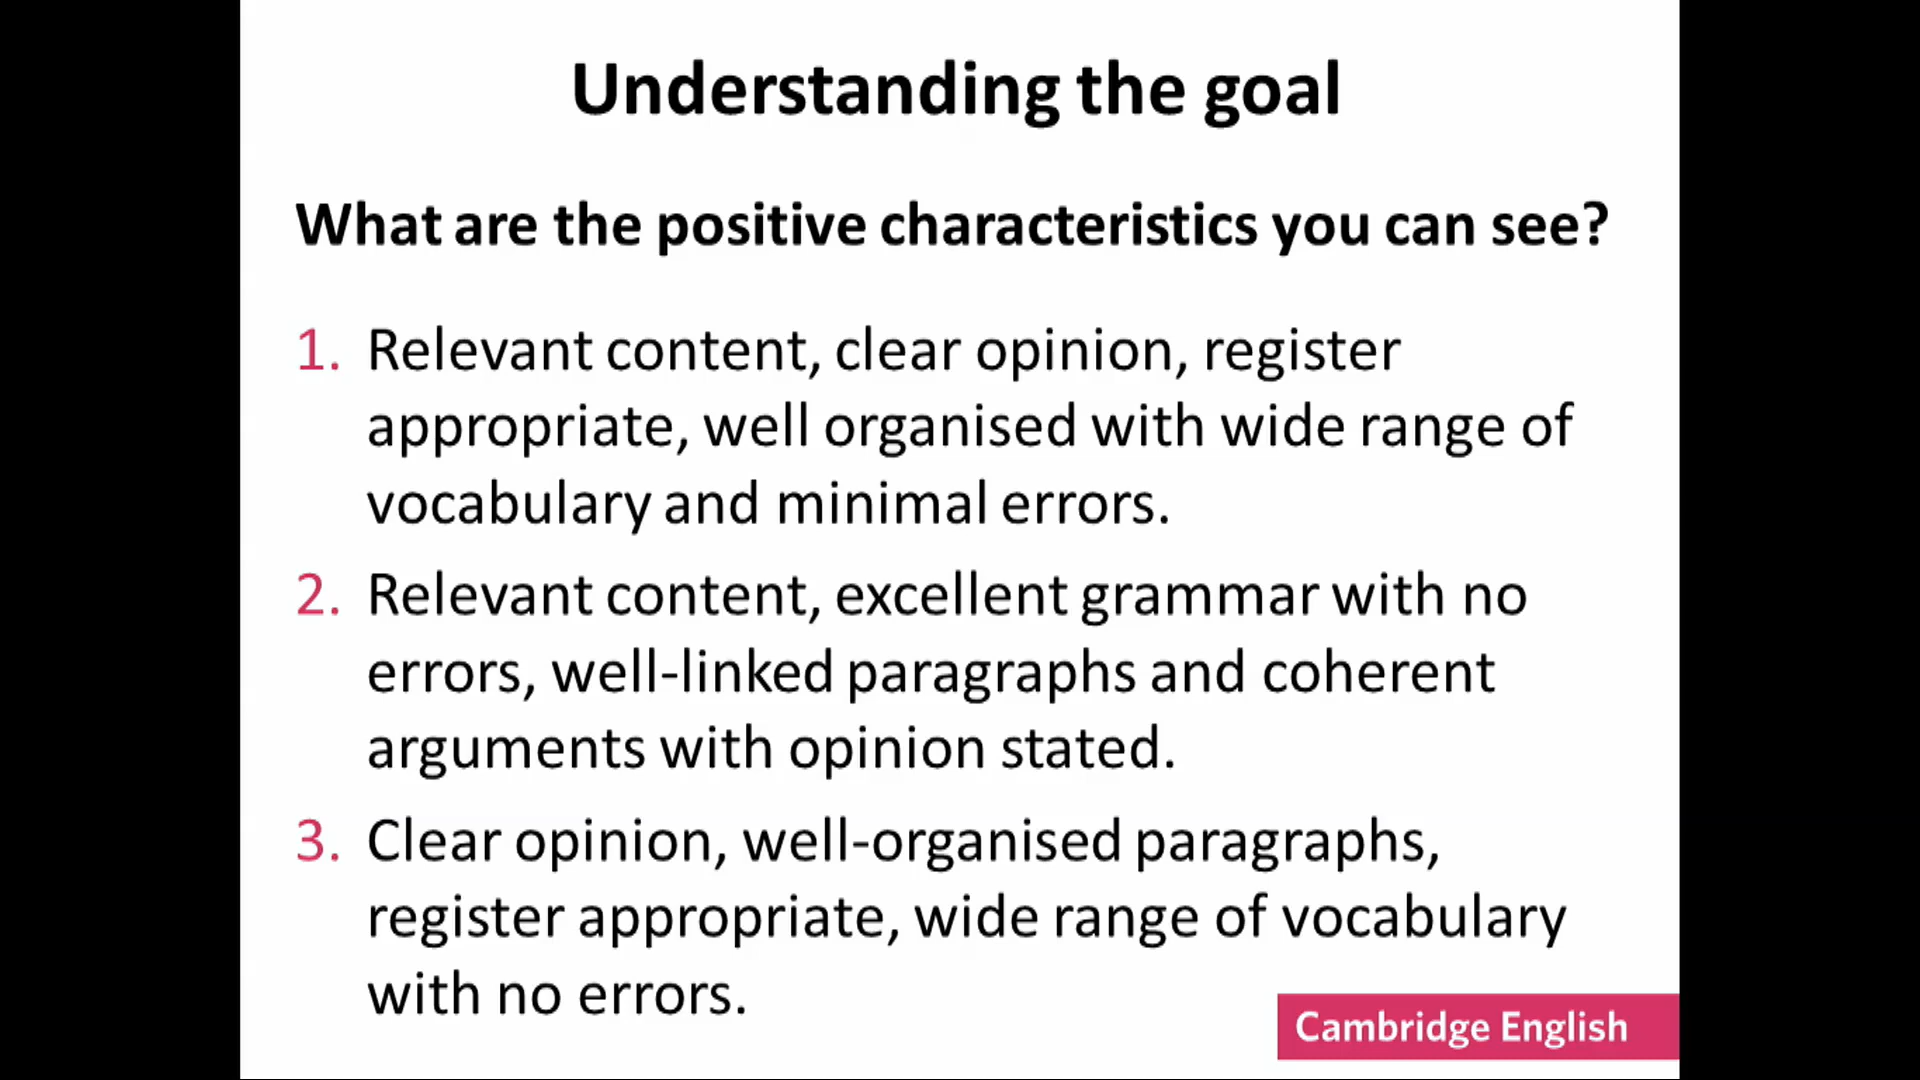 Understanding the goal
What are the positive characteristics you can see?
1. Relevant content, clear opinion, register
appropriate, well organised with wide range of
vocabulary and minimal errors.
2. Relevant content, excellent grammar with no
errors, well-linked paragraphs and coherent
arguments with opinion stated.
3. Clear opinion, well-organised paragraphs,
register appropriate, wide range of vocabulary
with no errors.
Cambridge English